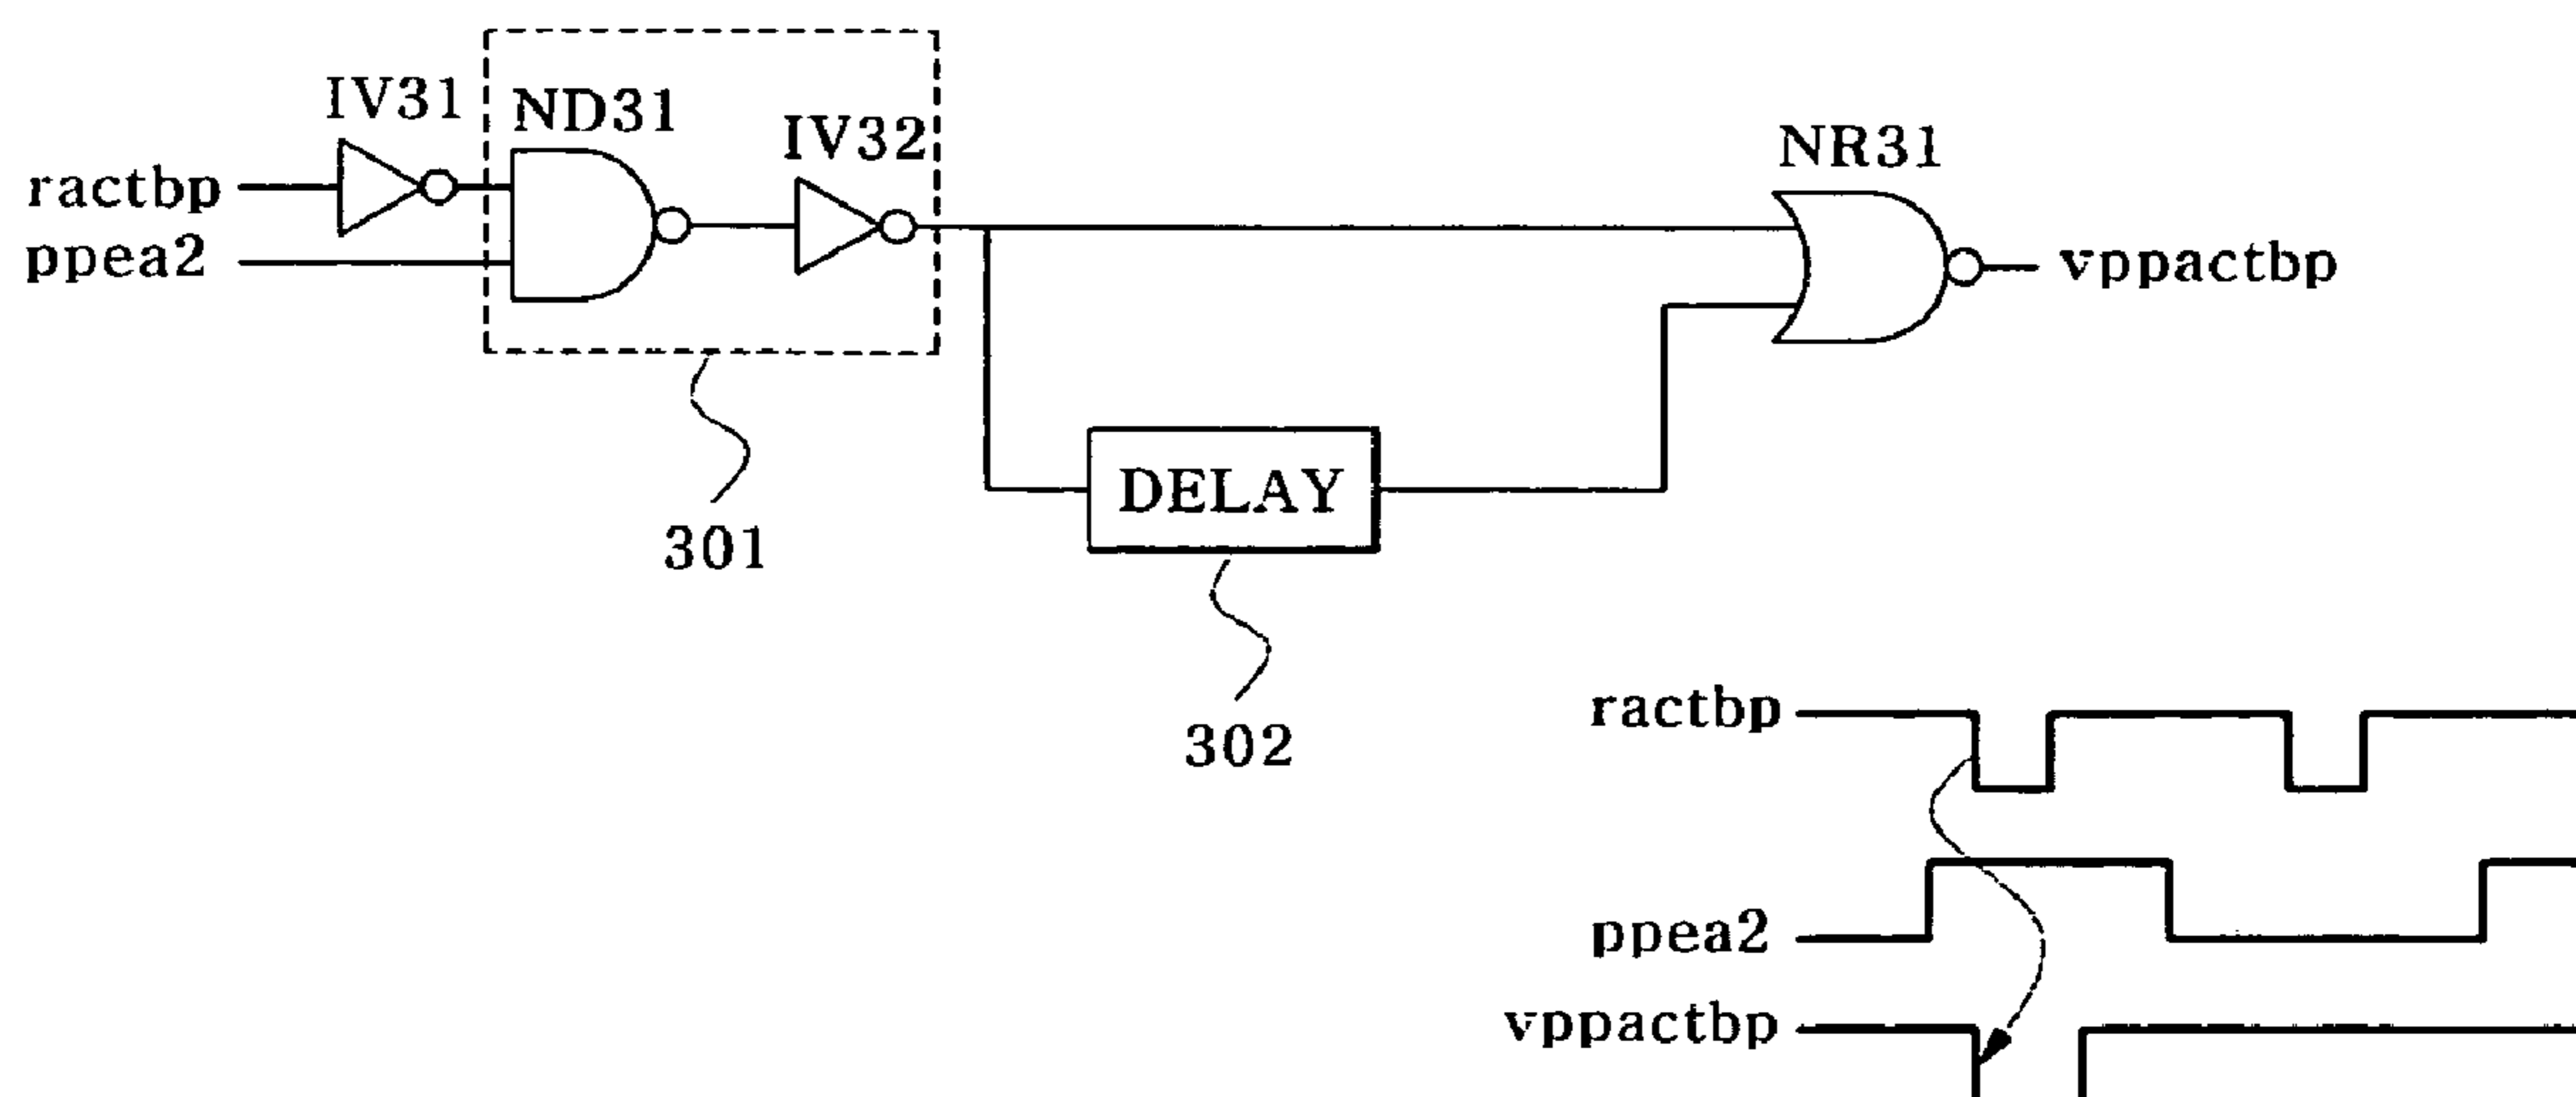 IV31
ND31
IV32
NR31
ractbp
ppea2
vppactbp
301
DELAY
302
ractbp
ppea2
vppactbp